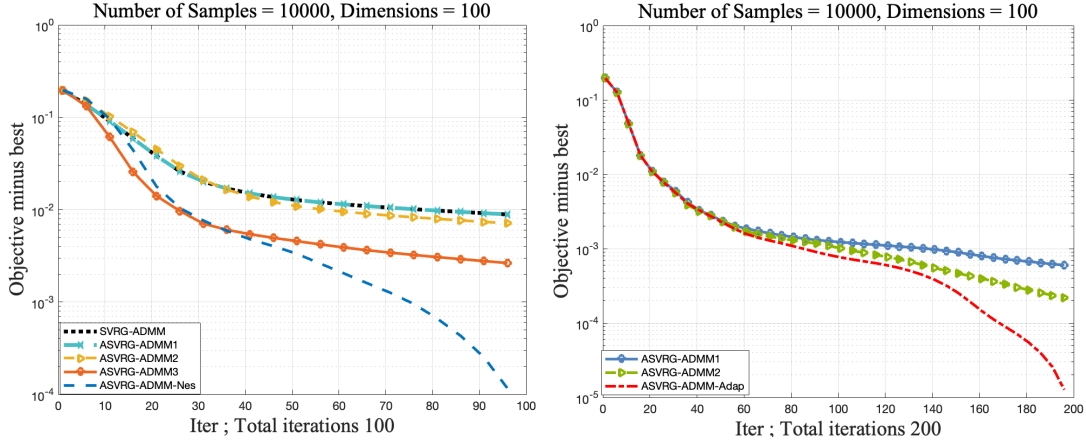 Number of Samples = 10000, Dimensions = 100
Objective minus best
10^0
10^-1
10^-2
10^-3
10^-4
SVRG-ADMM
ASVRG-ADMM1
ASVRG-ADMM2
ASVRG-ADMM3
ASVRG-ADMM-Nes
0 10 20 30 40 50 60 70 80 90 100
Iter ; Total iterations 100
Number of Samples = 10000, Dimensions = 100
Objective minus best
10^0
10^-1
10^-2
10^-3
10^-4
10^-5
ASVRG-ADMM1
ASVRG-ADMM2
ASVRG-ADMM-Adap
0 20 40 60 80 100 120 140 160 180 200
Iter ; Total iterations 200